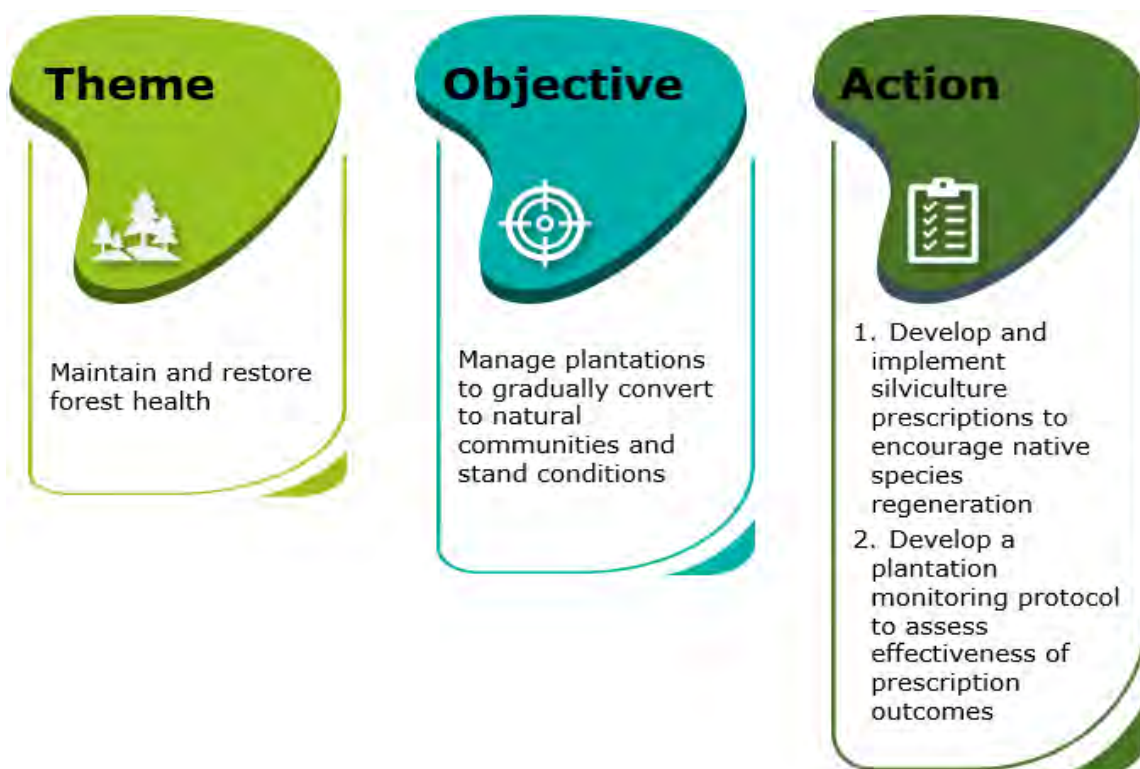 Theme
Maintain and restore
forest health
Objective
Manage plantations
to gradually convert
to natural
communities and
stand conditions
Action
1. Develop and
implement
silviculture
prescriptions to
encourage native
species
regeneration
2. Develop a
plantation
monitoring protocol
to assess
effectiveness of
prescription
outcomes